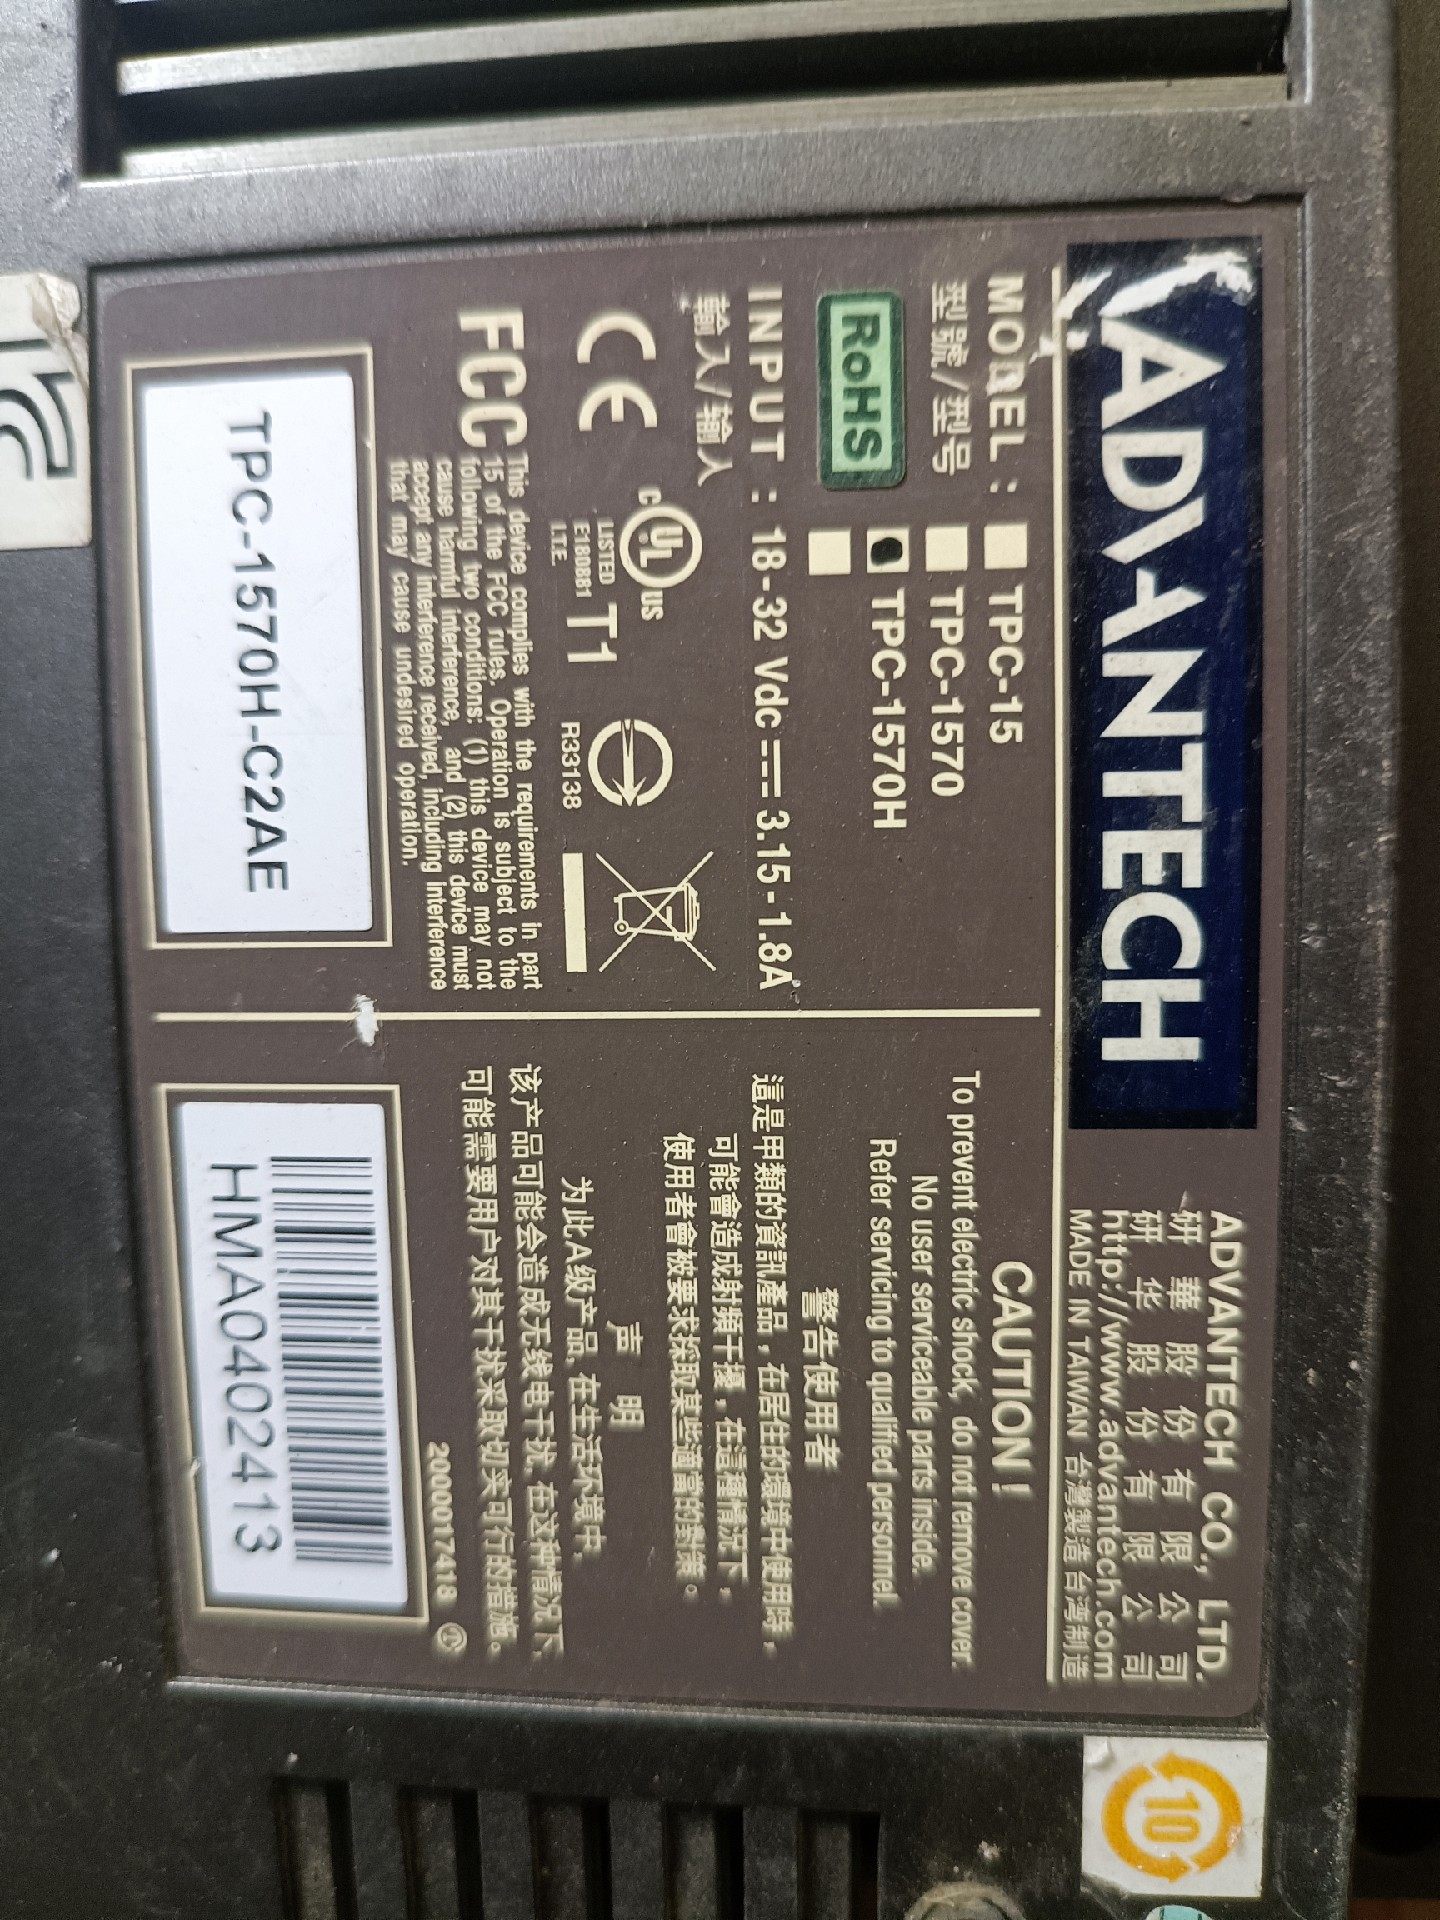 ADVANTECH
ADVANTECH CO., LTD.
研華股份有限公司
研华股份有限公司
http://www.advantech.com
MADE IN TAIWAN 台灣製造 台湾制造
MODEL : TPC-15
型號/型号 TPC-1570
RoHS TPC-1570H
INPUT : 18-32 Vdc ⎓ 3.15-1.8A
輸入/输入
CE
C UL US
LISTED
E180881
I.T.E.
T1
R33138
FCC
This device complies with the requirements in part
15 of the FCC rules. Operation is subject to the
following two conditions: (1) this device may not
cause harmful interference, and (2) this device must
accept any interference received, including interference
that may cause undesired operation.
TPC-1570H-C2AE
CAUTION !
To prevent electric shock, do not remove cover.
No user serviceable parts inside.
Refer servicing to qualified personnel.
警告使用者
這是甲類的資訊產品,在居住的環境中使用時,
可能會造成射頻干擾,在這種情況下,
使用者會被要求採取某些適當的對策。
声 明
为此A级产品,在生活环境中,
该产品可能会造成无线电干扰.在这种情况下,
可能需要用户对其干扰采取切实可行的措施。
2000017418
HMA0402413
10